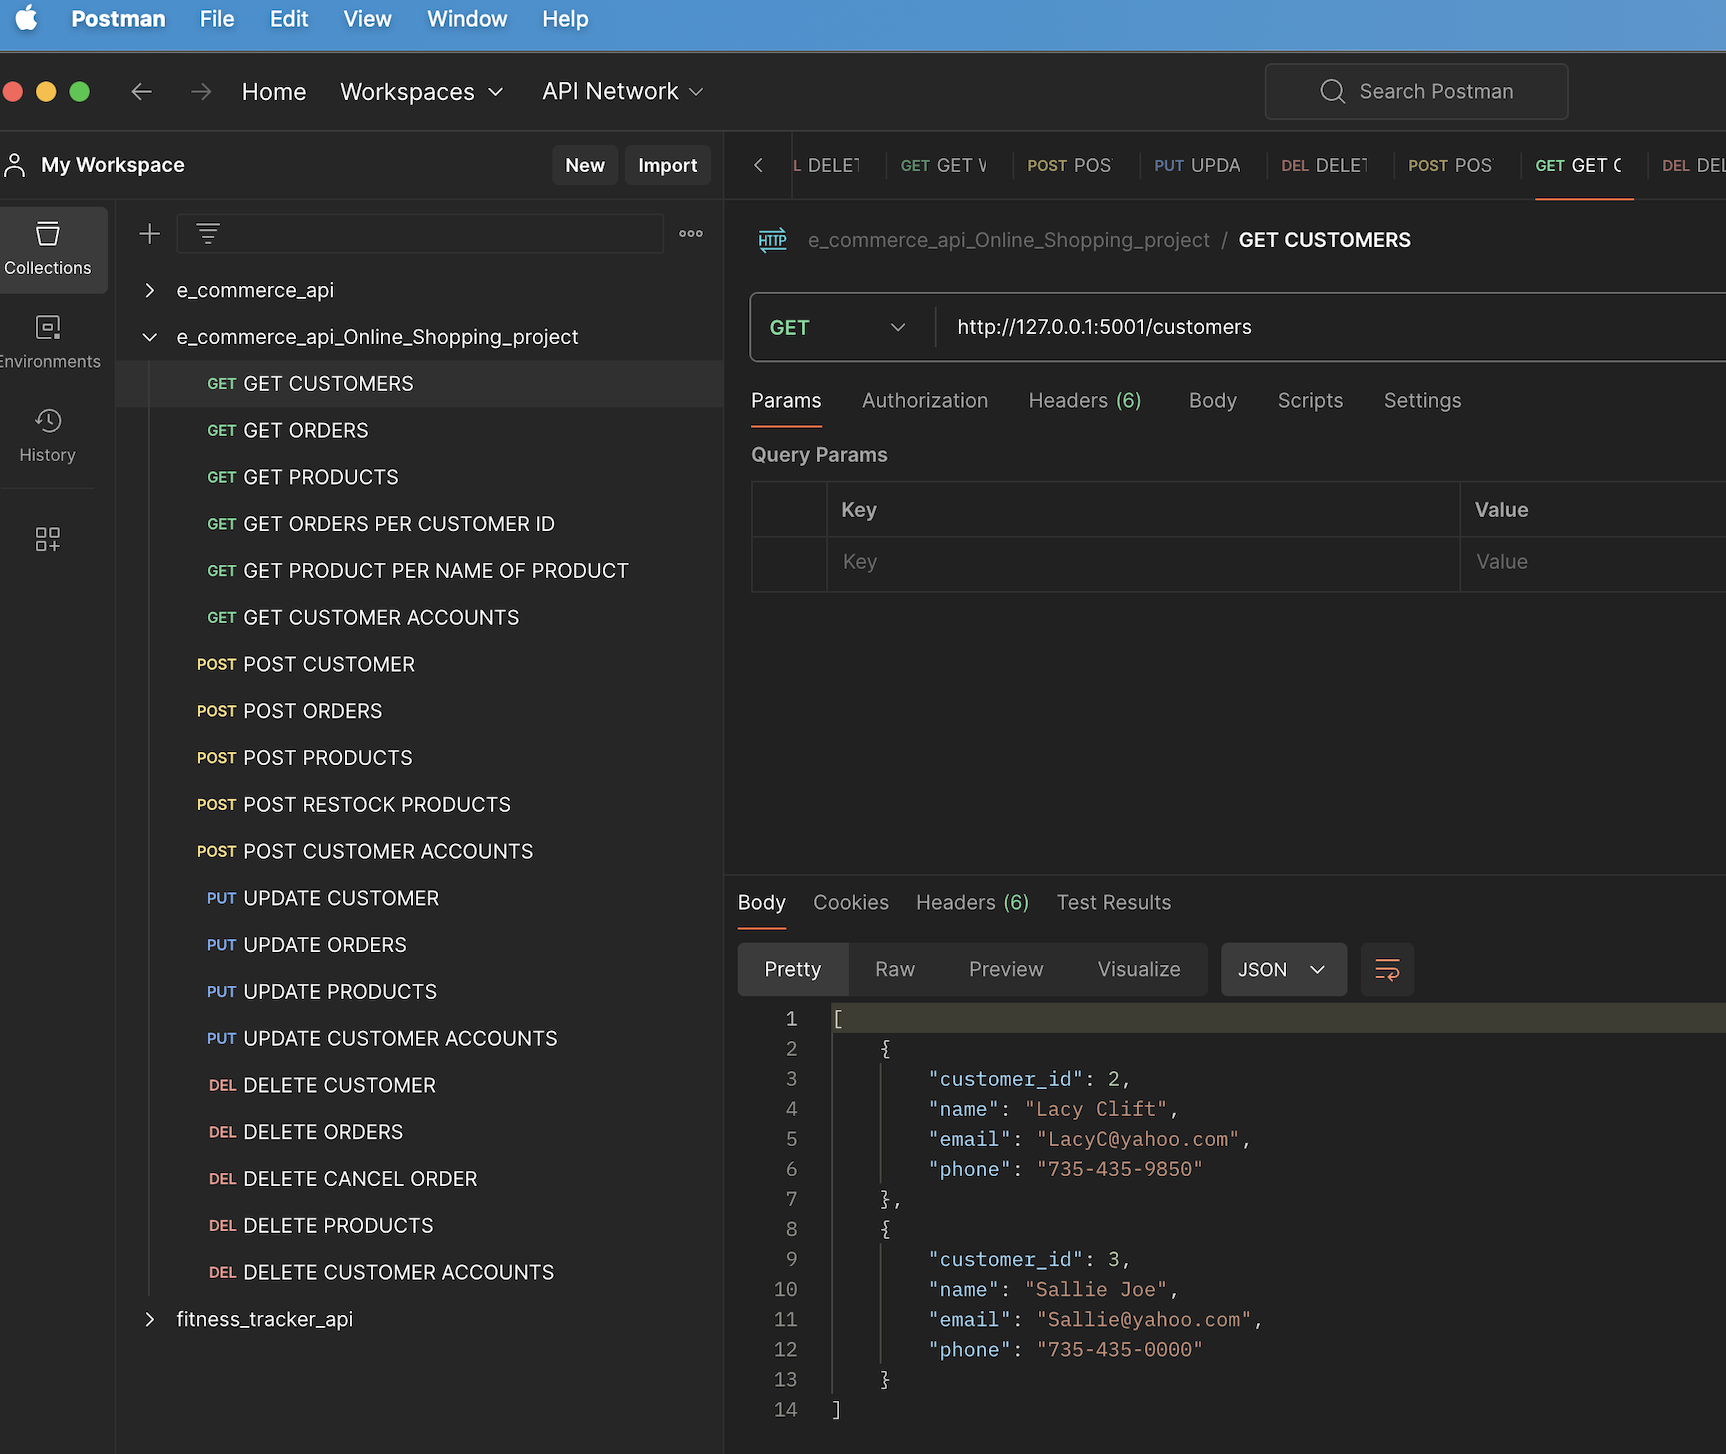 Postman File Edit View Window Help
Home Workspaces API Network Search Postman
My Workspace New Import
DELET GET GET POST POS PUT UPDA DEL DELET POST POS GET GET DEL DEL
Collections
Environments
History
e_commerce_api
e_commerce_api_Online_Shopping_project
GET GET CUSTOMERS
GET GET ORDERS
GET GET PRODUCTS
GET GET ORDERS PER CUSTOMER ID
GET GET PRODUCT PER NAME OF PRODUCT
GET GET CUSTOMER ACCOUNTS
POST POST CUSTOMER
POST POST ORDERS
POST POST PRODUCTS
POST POST RESTOCK PRODUCTS
POST POST CUSTOMER ACCOUNTS
PUT UPDATE CUSTOMER
PUT UPDATE ORDERS
PUT UPDATE PRODUCTS
PUT UPDATE CUSTOMER ACCOUNTS
DEL DELETE CUSTOMER
DEL DELETE ORDERS
DEL DELETE CANCEL ORDER
DEL DELETE PRODUCTS
DEL DELETE CUSTOMER ACCOUNTS
fitness_tracker_api
HTTP e_commerce_api_Online_Shopping_project / GET CUSTOMERS
GET http://127.0.0.1:5001/customers
Params Authorization Headers (6) Body Scripts Settings
Query Params
Key Value
Key Value
Body Cookies Headers (6) Test Results
Pretty Raw Preview Visualize JSON
1 [
2 {
3 "customer_id": 2,
4 "name": "Lacy Clift",
5 "email": "LacyC@yahoo.com",
6 "phone": "735-435-9850"
7 },
8 {
9 "customer_id": 3,
10 "name": "Sallie Joe",
11 "email": "Sallie@yahoo.com",
12 "phone": "735-435-0000"
13 }
14 ]